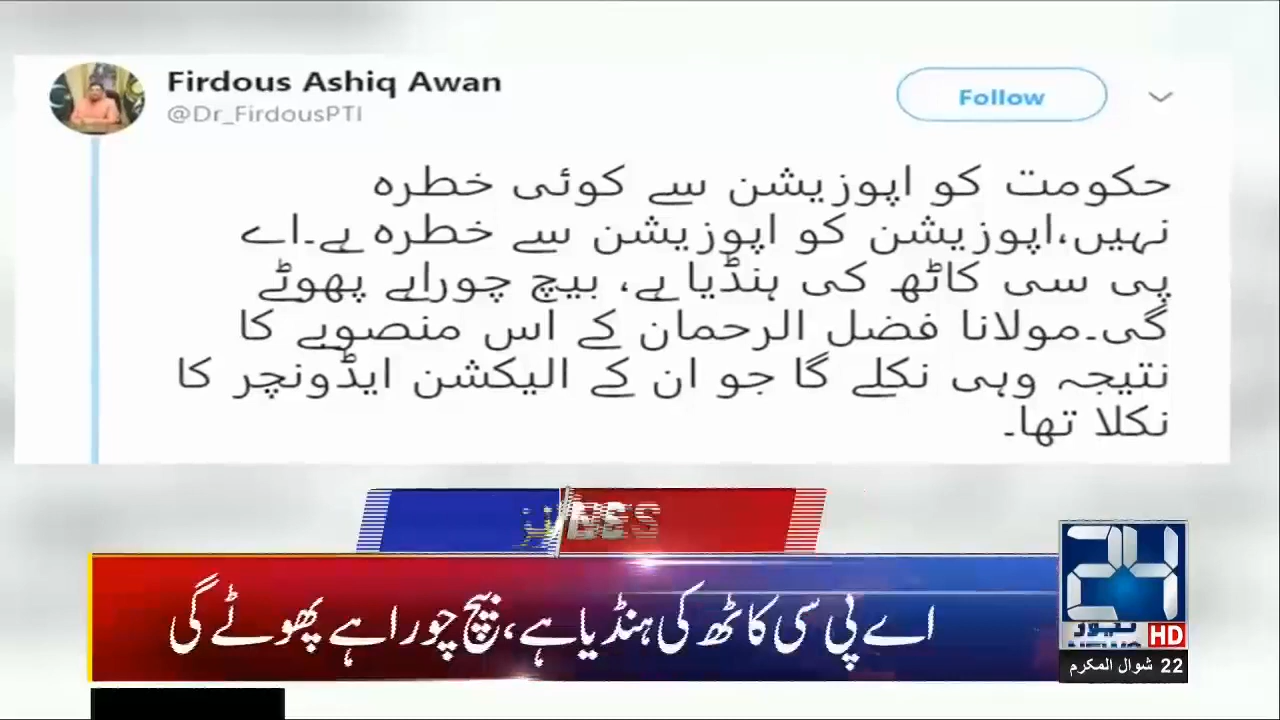 Firdous Ashiq Awan
@Dr_FirdousPTI
Follow
حکومت کو اپوزیشن سے کوئی خطرہ
نہیں،اپوزیشن کو اپوزیشن سے خطرہ ہے۔اے
پی سی کاٹھ کی ہنڈیا ہے، بیچ چوراہے پھوٹے
گی۔مولانا فضل الرحمان کے اس منصوبے کا
نتیجہ وہی نکلے گا جو ان کے الیکشن ایڈونچر کا
نکلا تھا۔
اے پی سی کاٹھ کی ہنڈیا ہے، بیچ چوراہے پھوٹے گی
24
HD
22 شوال المکرم